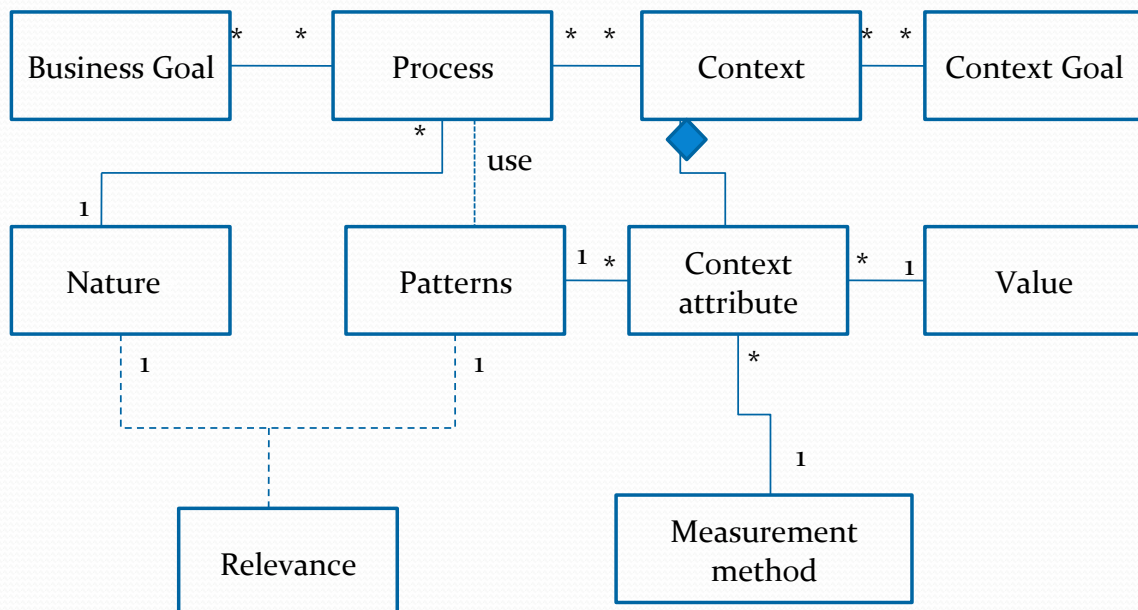 * * * * * *
Business Goal Process Context Context Goal
*
use
1
1 * * 1
Nature Patterns Context
attribute Value
1 1 *
1
Relevance Measurement
method